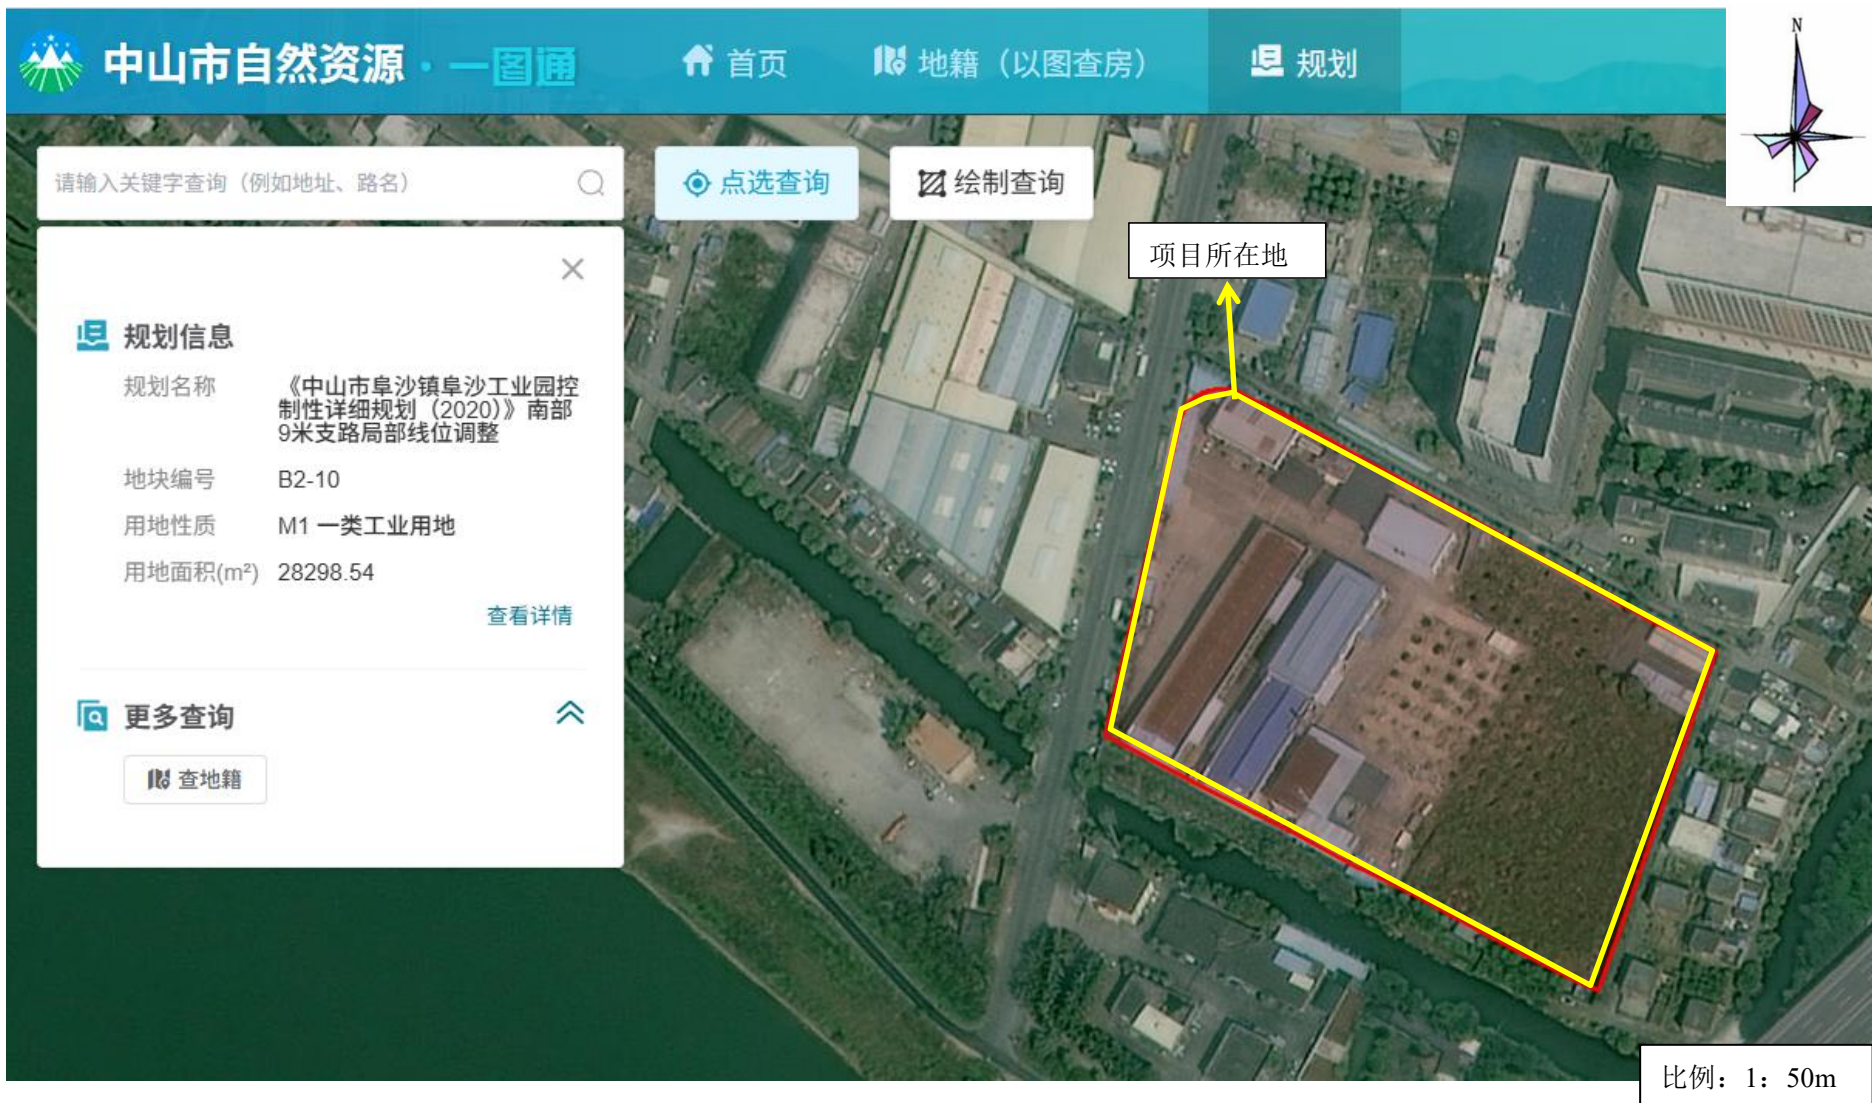 中山市自然资源·一图通
首页
地籍（以图查房）
规划
N
请输入关键字查询（例如地址、路名）
点选查询
绘制查询
项目所在地
规划信息
规划名称
《中山市阜沙镇阜沙工业园控
制性详细规划（2020）》南部
9米支路局部线位调整
地块编号 B2-10
用地性质 M1 一类工业用地
用地面积(m²) 28298.54
查看详情
更多查询
查地籍
比例：1：50m